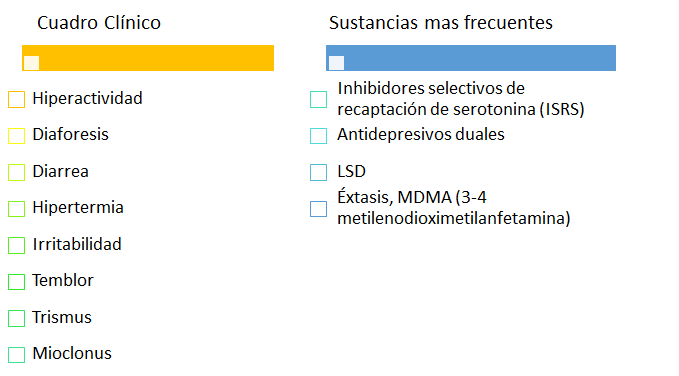 Cuadro Clínico
Hiperactividad
Diaforesis
Diarrea
Hipertermia
Irritabilidad
Temblor
Trismus
Mioclonus
Sustancias mas frecuentes
Inhibidores selectivos de
recaptación de serotonina (ISRS)
Antidepresivos duales
LSD
Éxtasis, MDMA (3-4
metilenodioximetilanfetamina)